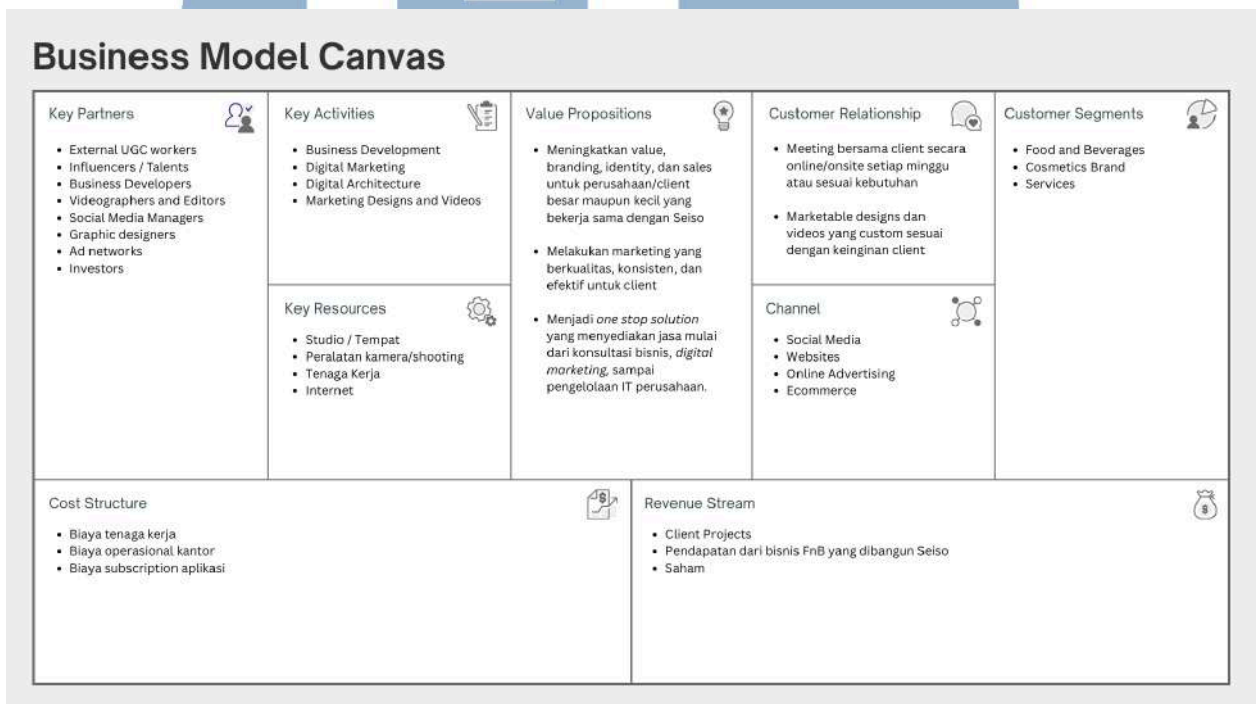 Business Model Canvas
Key Partners
• External UGC workers
• Influencers / Talents
• Business Developers
• Videographers and Editors
• Social Media Managers
• Graphic designers
• Ad networks
• Investors
Key Activities
• Business Development
• Digital Marketing
• Digital Architecture
• Marketing Designs and Videos
Key Resources
• Studio / Tempat
• Peralatan kamera/shooting
• Tenaga Kerja
• Internet
Value Propositions
• Meningkatkan value,
branding, identity, dan sales
untuk perusahaan/client
besar maupun kecil yang
bekerja sama dengan Seiso
• Melakukan marketing yang
berkualitas, konsisten, dan
efektif untuk client
• Menjadi one stop solution
yang menyediakan jasa mulai
dari konsultasi bisnis, digital
marketing, sampai
pengelolaan IT perusahaan.
Customer Relationship
• Meeting bersama client secara
online/onsite setiap minggu
atau sesuai kebutuhan
• Marketable designs dan
videos yang custom sesuai
dengan keinginan client
Channel
• Social Media
• Websites
• Online Advertising
• Ecommerce
Customer Segments
• Food and Beverages
• Cosmetics Brand
• Services
Cost Structure
• Biaya tenaga kerja
• Biaya operasional kantor
• Biaya subscription aplikasi
Revenue Stream
• Client Projects
• Pendapatan dari bisnis FnB yang dibangun Seiso
• Saham